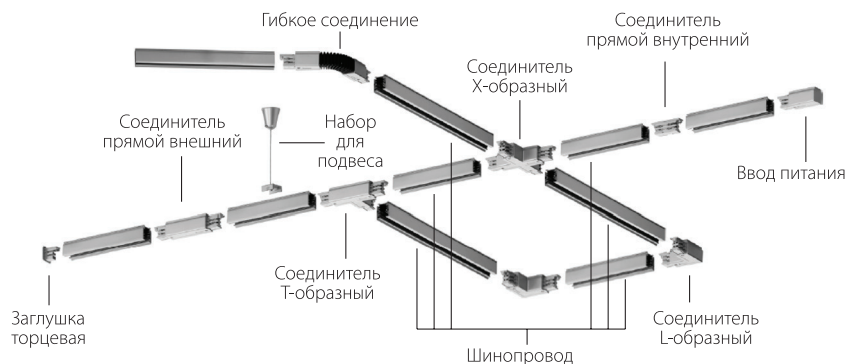 Гибкое соединение
Соединитель
прямой внутренний
Соединитель
X-образный
Соединитель
прямой внешний
Набор
для
подвеса
Ввод питания
Соединитель
T-образный
Заглушка
торцевая
Соединитель
L-образный
Шинопровод